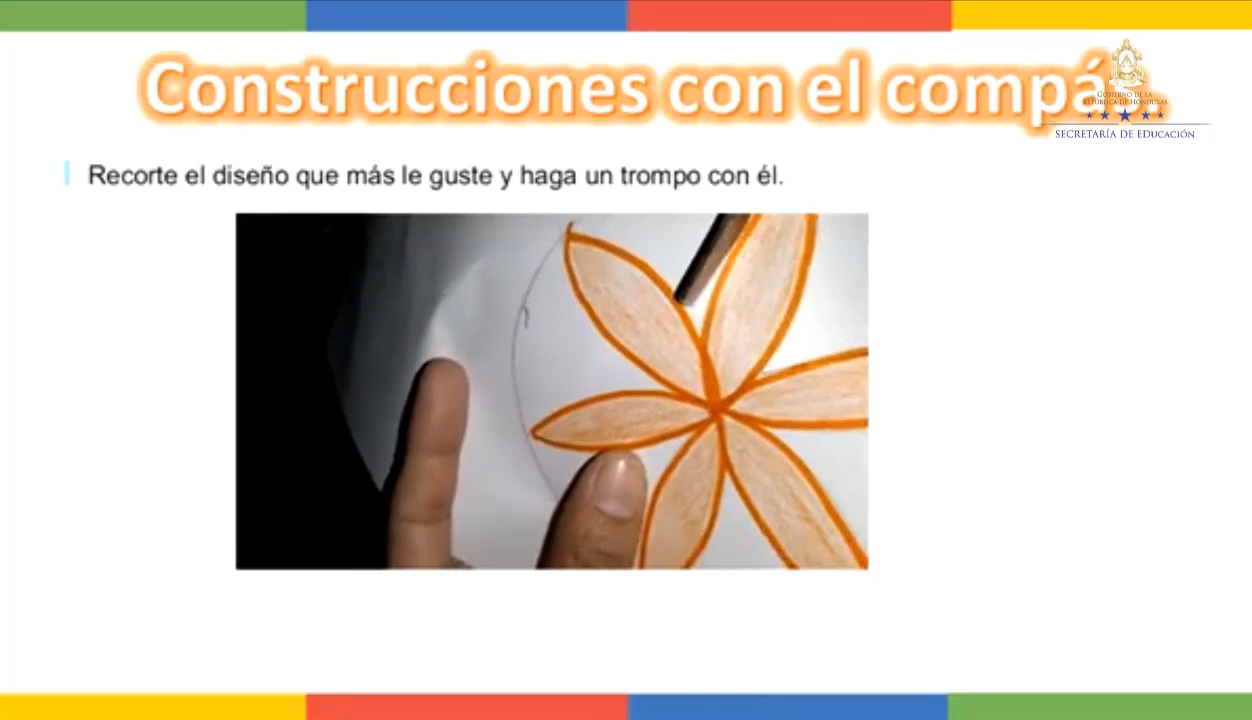 Construcciones con el compás.
GOBIERNO DE LA
REPÚBLICA DE HONDURAS
SECRETARÍA DE EDUCACIÓN
Recorte el diseño que más le guste y haga un trompo con él.